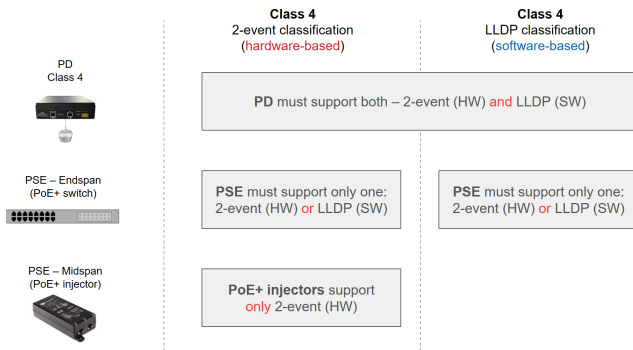 Class 4
2-event classification
(hardware-based)
Class 4
LLDP classification
(software-based)
PD
Class 4
PD must support both – 2-event (HW) and LLDP (SW)
PSE – Endspan
(PoE+ switch)
PSE must support only one:
2-event (HW) or LLDP (SW)
PSE must support only one:
2-event (HW) or LLDP (SW)
PSE – Midspan
(PoE+ injector)
PoE+ injectors support
only 2-event (HW)